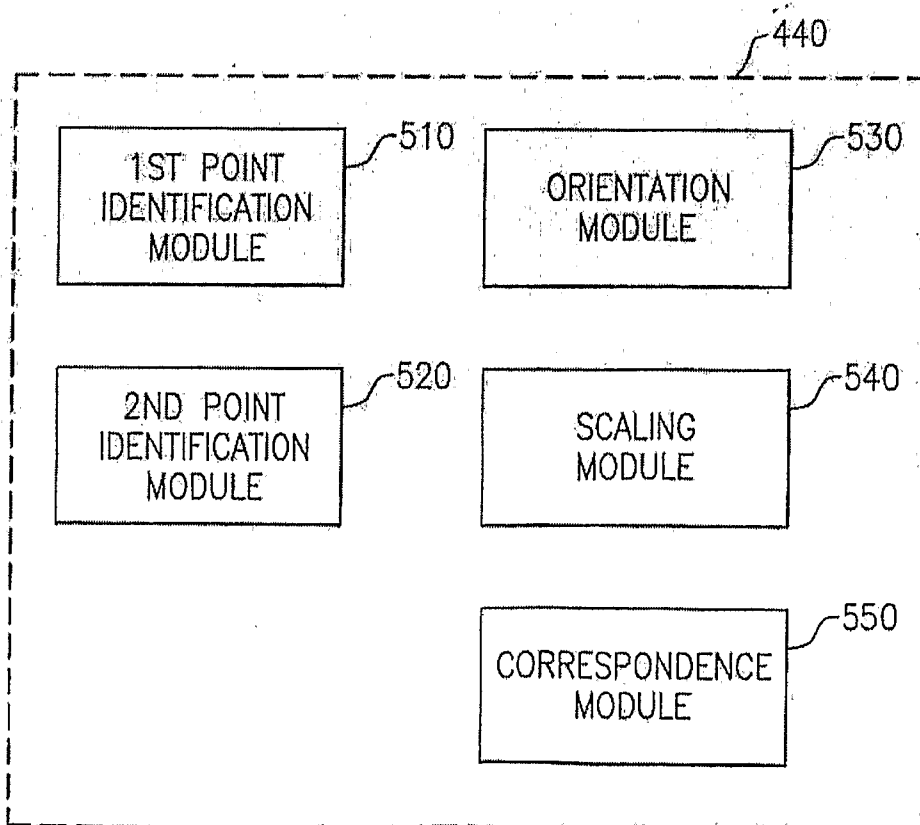 440
1ST POINT
IDENTIFICATION
MODULE
510
ORIENTATION
MODULE
530
2ND POINT
IDENTIFICATION
MODULE
520
SCALING
MODULE
540
CORRESPONDENCE
MODULE
550